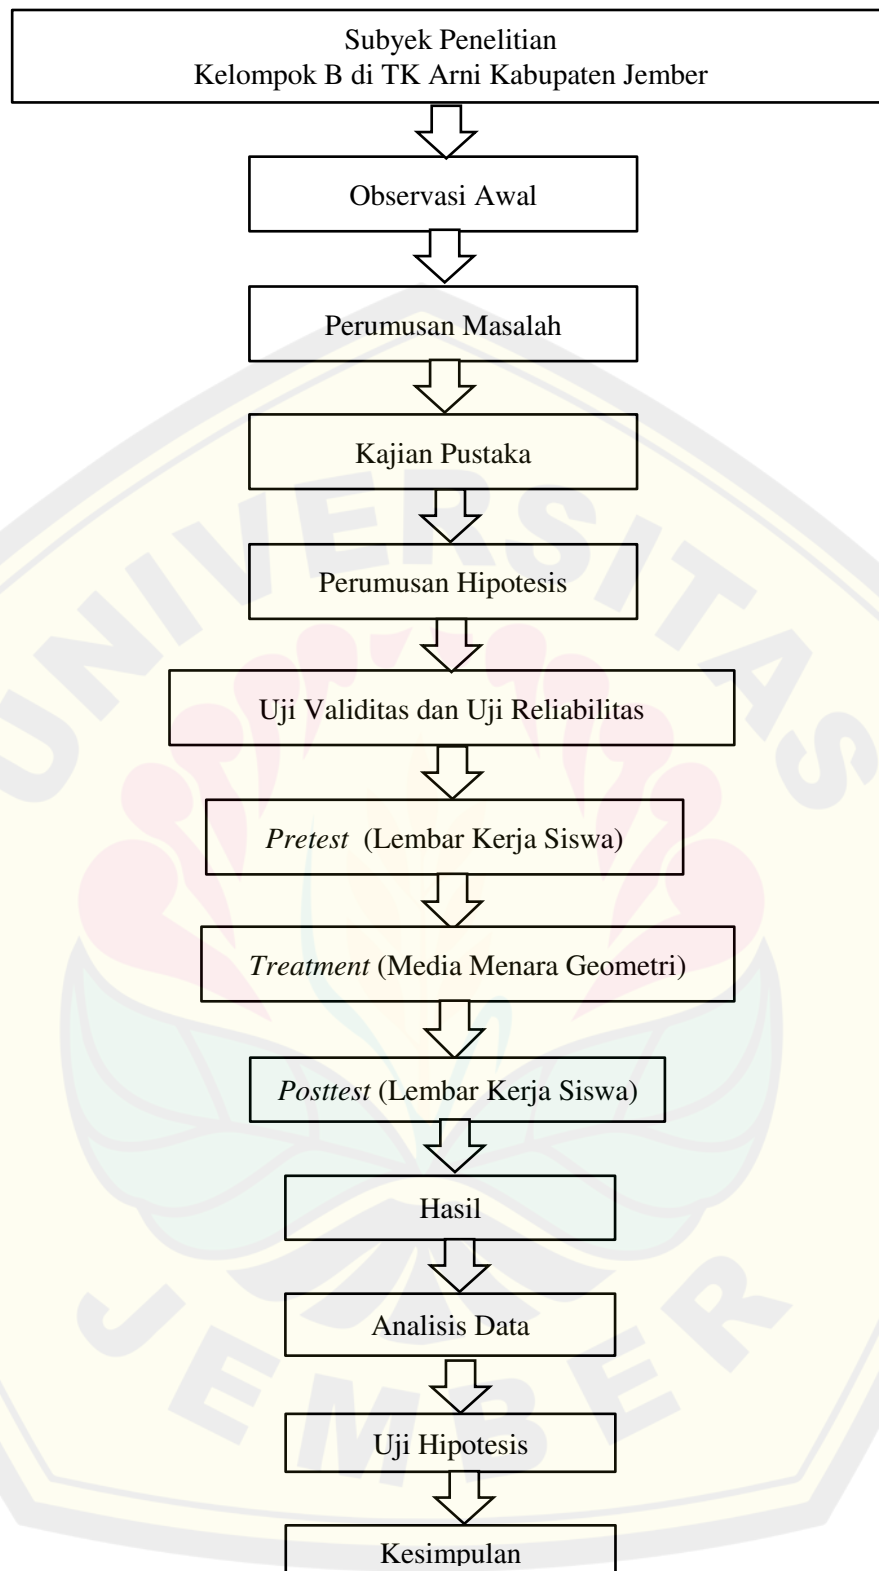 Subyek Penelitian
Kelompok B di TK Arni Kabupaten Jember
Observasi Awal
Perumusan Masalah
Kajian Pustaka
Perumusan Hipotesis
Uji Validitas dan Uji Reliabilitas
Pretest (Lembar Kerja Siswa)
Treatment (Media Menara Geometri)
Posttest (Lembar Kerja Siswa)
Hasil
Analisis Data
Uji Hipotesis
Kesimpulan
UNIVERSITAS
JEMBER